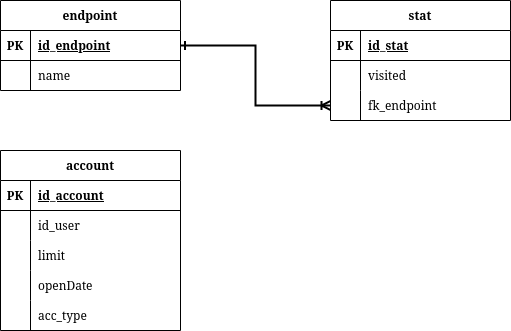 endpoint
PK id_endpoint
name
stat
PK id_stat
visited
fk_endpoint
account
PK id_account
id_user
limit
openDate
acc_type